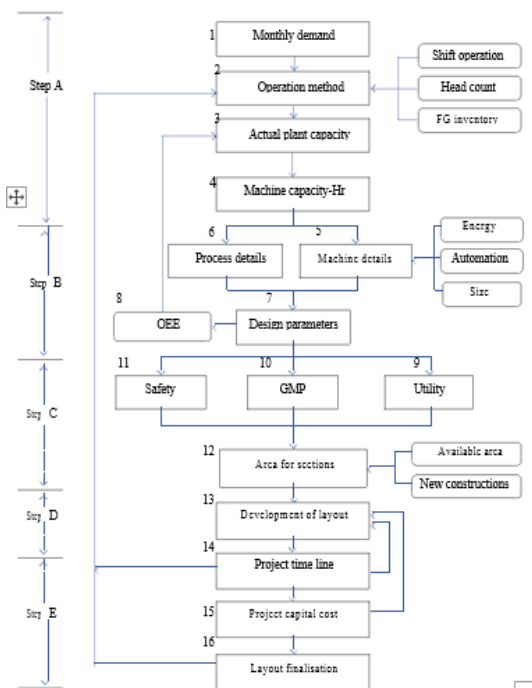 1
Monthly demand
2
Step A
Operation method
Shift operation
Head count
FG inventory
3
Actual plant capacity
4
Machine capacity-Hr
6
Process details
5
Machine details
Energy
Automation
Size
Step B
8
OEE
7
Design parameters
11
Safety
10
GMP
9
Utility
Step C
12
Area for sections
Available area
New constructions
13
Development of layout
Step D
14
Project time line
15
Project capital cost
Step E
16
Layout finalisation